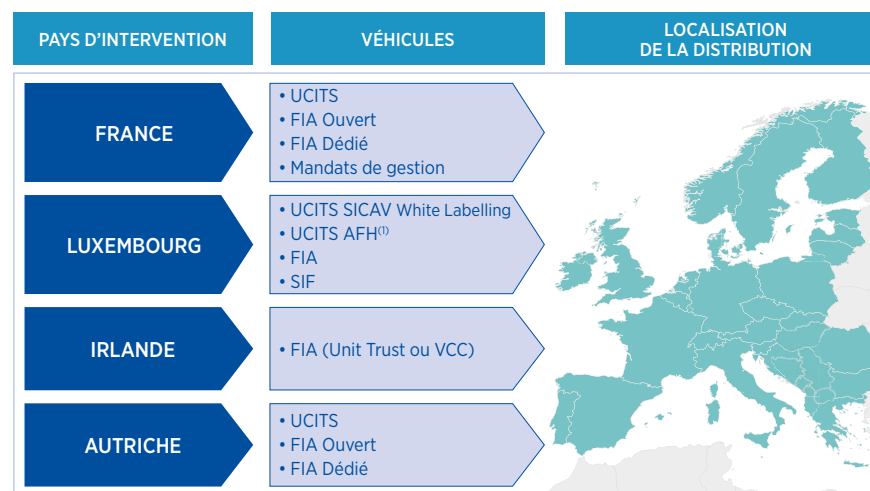 PAYS D’INTERVENTION
VÉHICULES
LOCALISATION
DE LA DISTRIBUTION
FRANCE
• UCITS
• FIA Ouvert
• FIA Dédié
• Mandats de gestion
LUXEMBOURG
• UCITS SICAV White Labelling
• UCITS AFH(1)
• FIA
• SIF
IRLANDE
• FIA (Unit Trust ou VCC)
AUTRICHE
• UCITS
• FIA Ouvert
• FIA Dédié